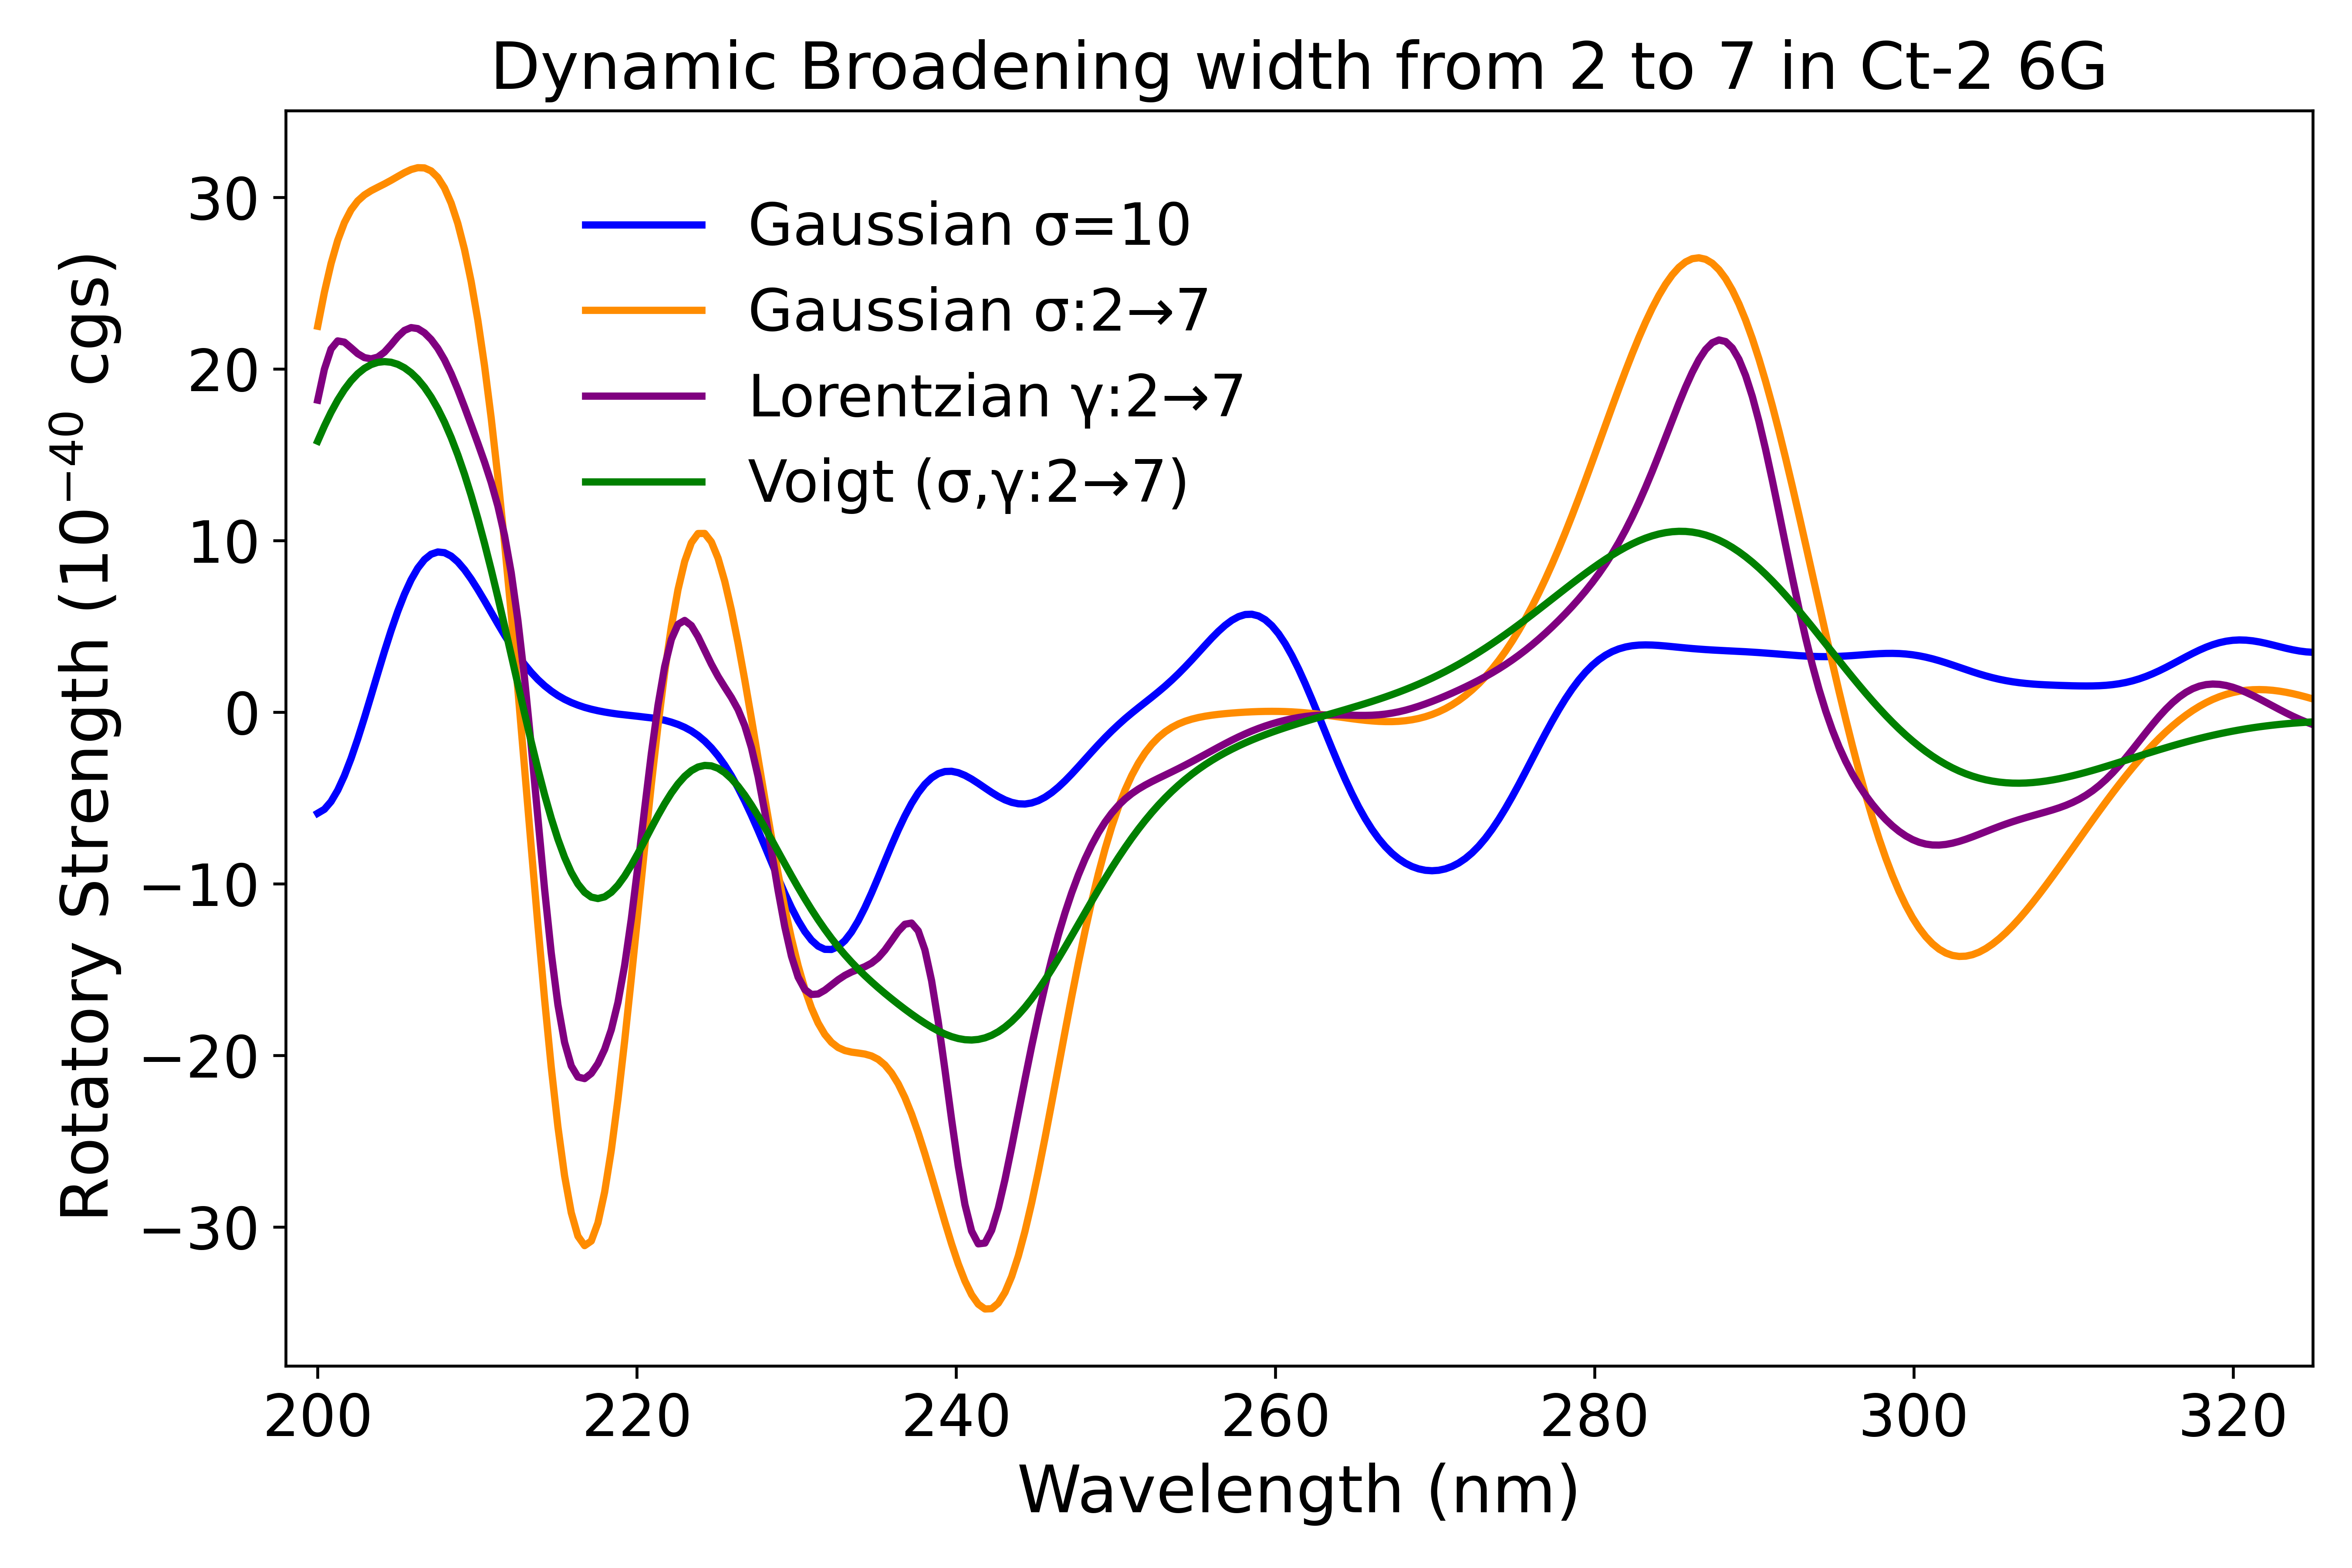 Dynamic Broadening width from 2 to 7 in Ct-2 6G
Rotatory Strength (10⁻⁴⁰ cgs)
30
20
10
0
−10
−20
−30
Gaussian σ=10
Gaussian σ:2→7
Lorentzian γ:2→7
Voigt (σ,γ:2→7)
200 220 240 260 280 300 320
Wavelength (nm)